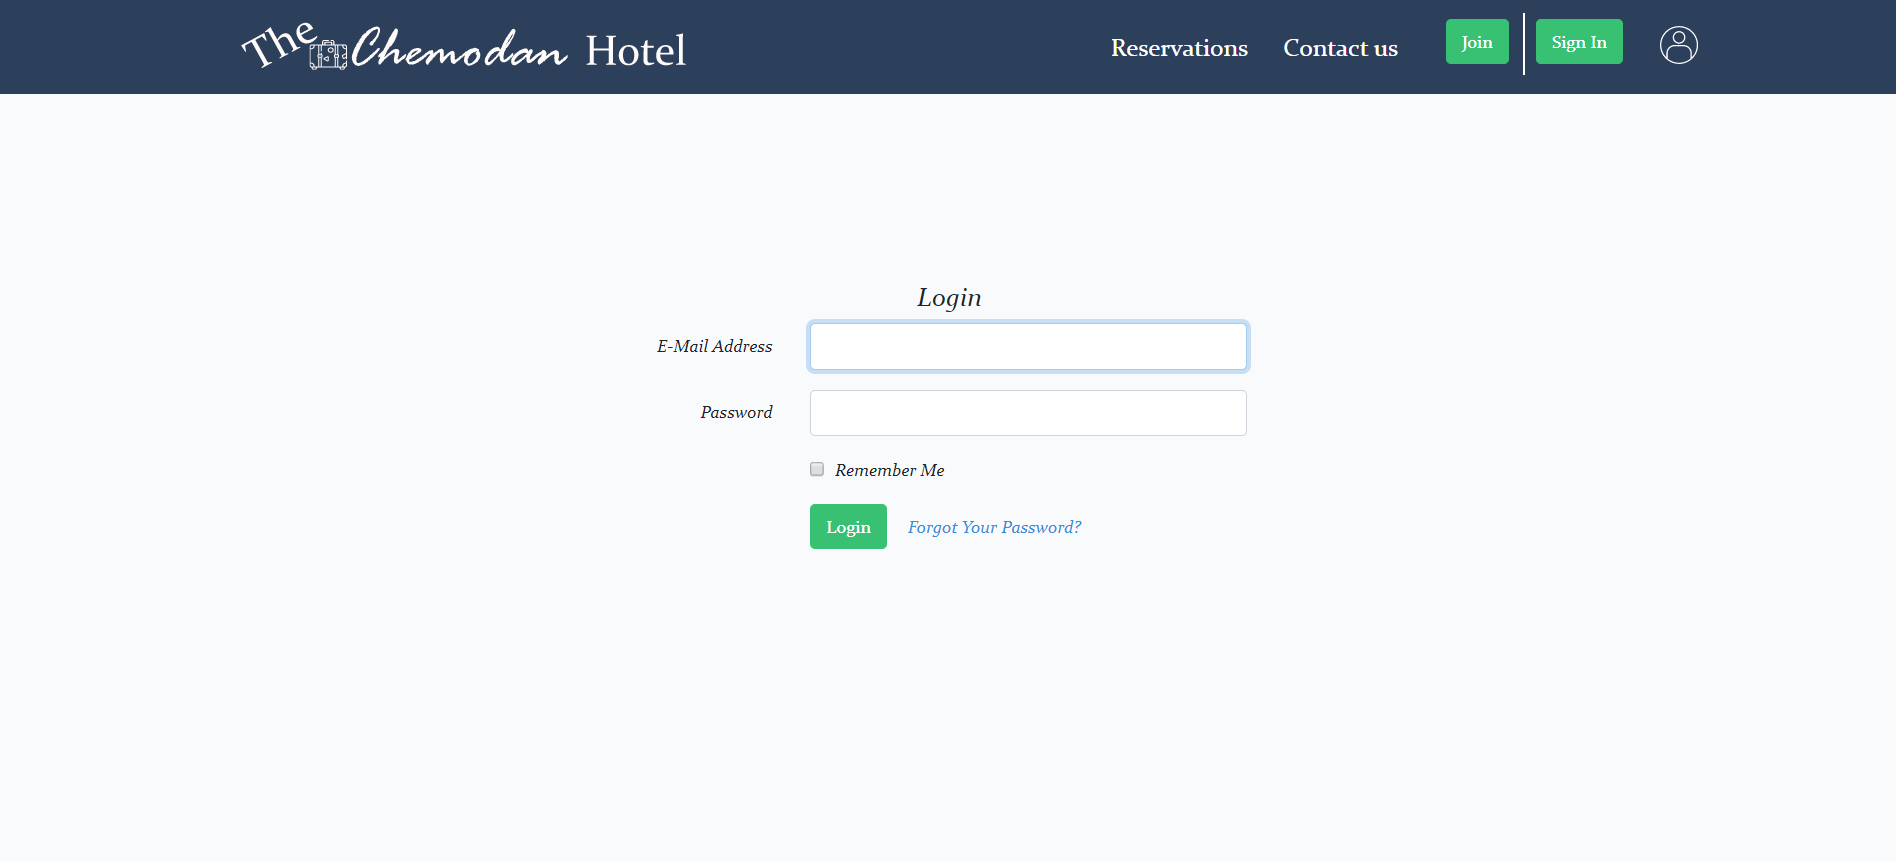 The Chemodan Hotel
Reservations Contact us Join Sign In
Login
E-Mail Address
Password
Remember Me
Login Forgot Your Password?